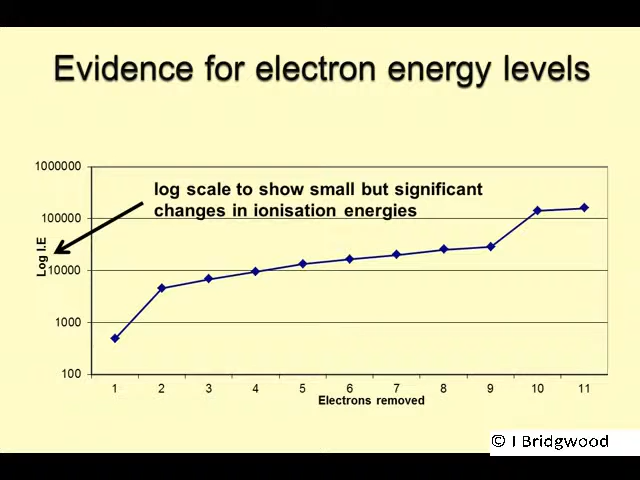 Evidence for electron energy levels
log scale to show small but significant
changes in ionisation energies
1000000
100000
10000
1000
100
Log I.E
1 2 3 4 5 6 7 8 9 10 11
Electrons removed
© I Bridgwood